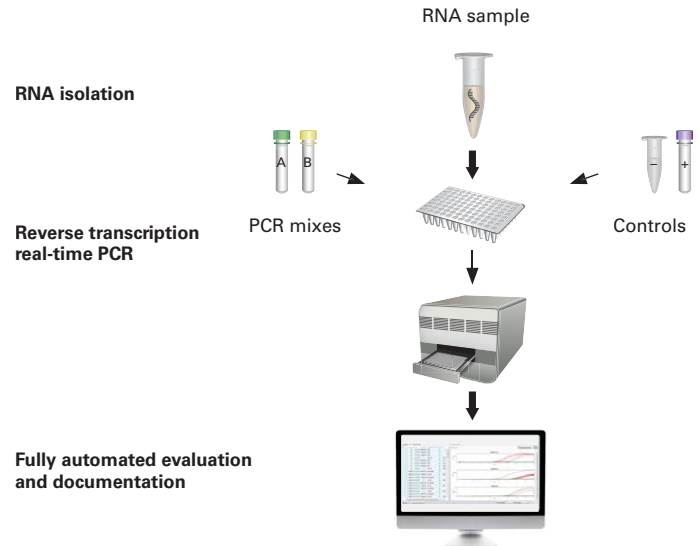 RNA sample
RNA isolation
A B
− +
PCR mixes
Controls
Reverse transcription
real-time PCR
Fully automated evaluation
and documentation